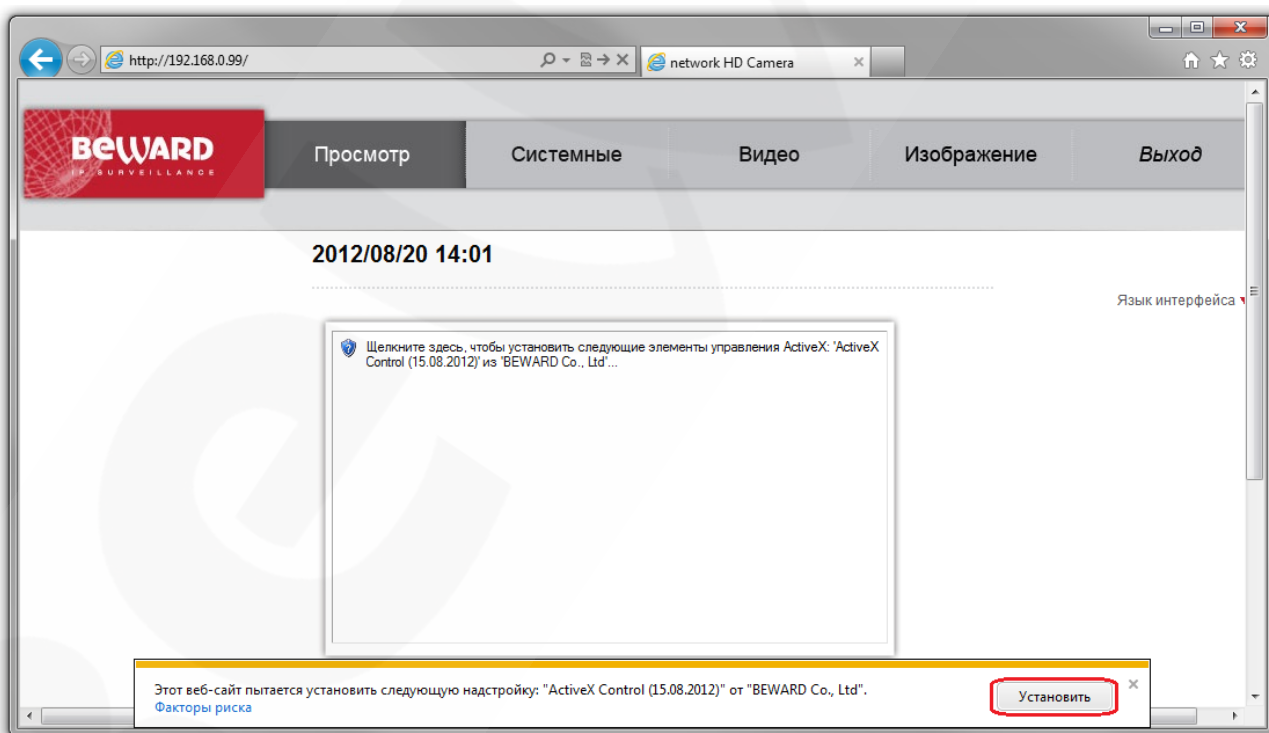 http://192.168.0.99/
network HD Camera
BEWARD
IP SURVEILLANCE
Просмотр
Системные
Видео
Изображение
Выход
2012/08/20 14:01
Язык интерфейса
Щелкните здесь, чтобы установить следующие элементы управления ActiveX: 'ActiveX
Control (15.08.2012)' из 'BEWARD Co., Ltd'...
Этот веб-сайт пытается установить следующую надстройку: "ActiveX Control (15.08.2012)" от "BEWARD Co., Ltd".
Факторы риска
Установить